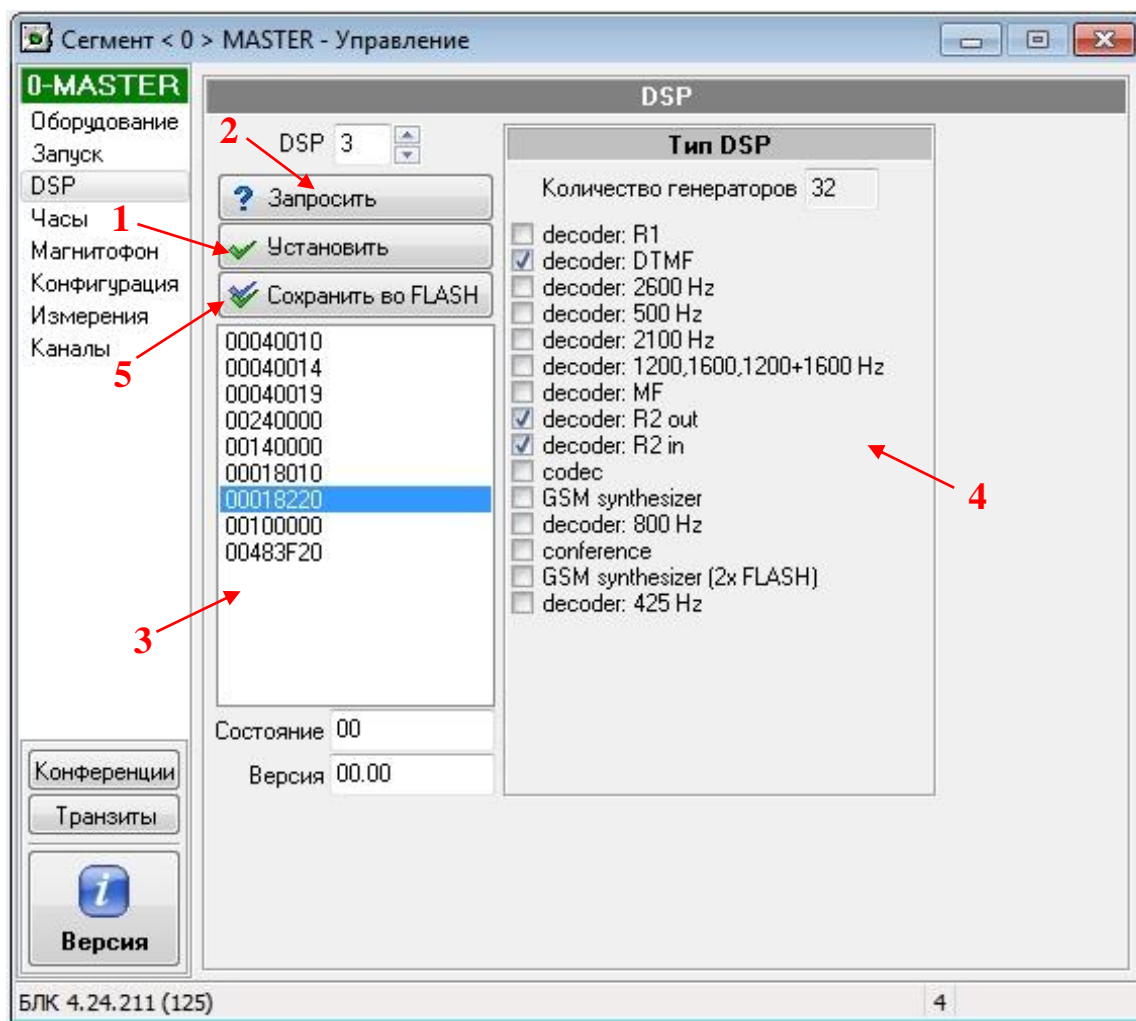 Сегмент < 0 > MASTER - Управление
0-MASTER
Оборудование
Запуск
DSP
Часы
Магнитофон
Конфигурация
Измерения
Каналы
Конференции
Транзиты
Версия
DSP
DSP 3
2
? Запросить
1
Установить
Сохранить во FLASH
5
00040010
00040014
00040019
00240000
00140000
00018010
00018220
00100000
00483F20
3
Состояние 00
Версия 00.00
Тип DSP
Количество генераторов 32
decoder: R1
decoder: DTMF
decoder: 2600 Hz
decoder: 500 Hz
decoder: 2100 Hz
decoder: 1200,1600,1200+1600 Hz
decoder: MF
decoder: R2 out
decoder: R2 in
codec
GSM synthesizer
decoder: 800 Hz
conference
GSM synthesizer (2x FLASH)
decoder: 425 Hz
4
БЛК 4.24.211 (125)
4